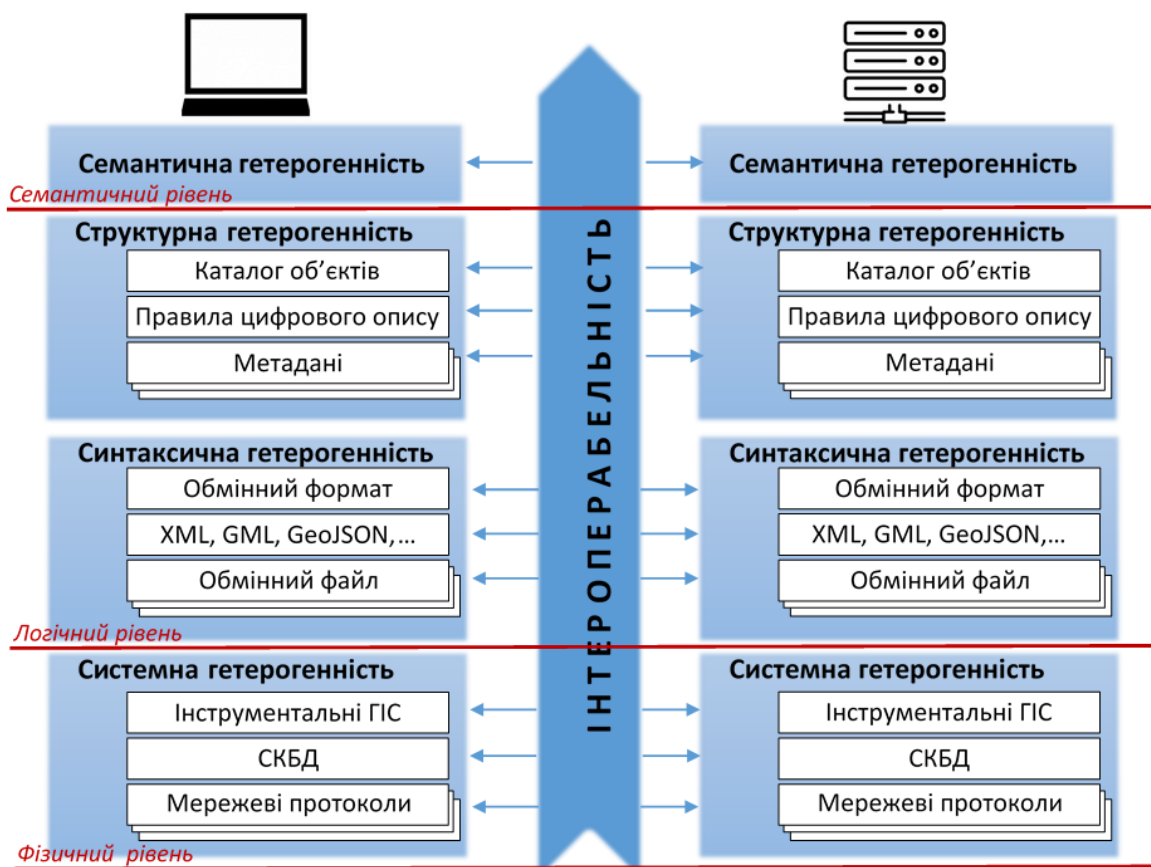 Семантична гетерогенність
Семантична гетерогенність
Семантичний рівень
Структурна гетерогенність
Каталог об’єктів
Правила цифрового опису
Метадані
Структурна гетерогенність
Каталог об’єктів
Правила цифрового опису
Метадані
ІНТЕРОПЕРАБЕЛЬНІСТЬ
Синтаксична гетерогенність
Обмінний формат
XML, GML, GeoJSON,...
Обмінний файл
Синтаксична гетерогенність
Обмінний формат
XML, GML, GeoJSON,...
Обмінний файл
Логічний рівень
Системна гетерогенність
Інструментальні ГІС
СКБД
Мережеві протоколи
Системна гетерогенність
Інструментальні ГІС
СКБД
Мережеві протоколи
Фізичний рівень